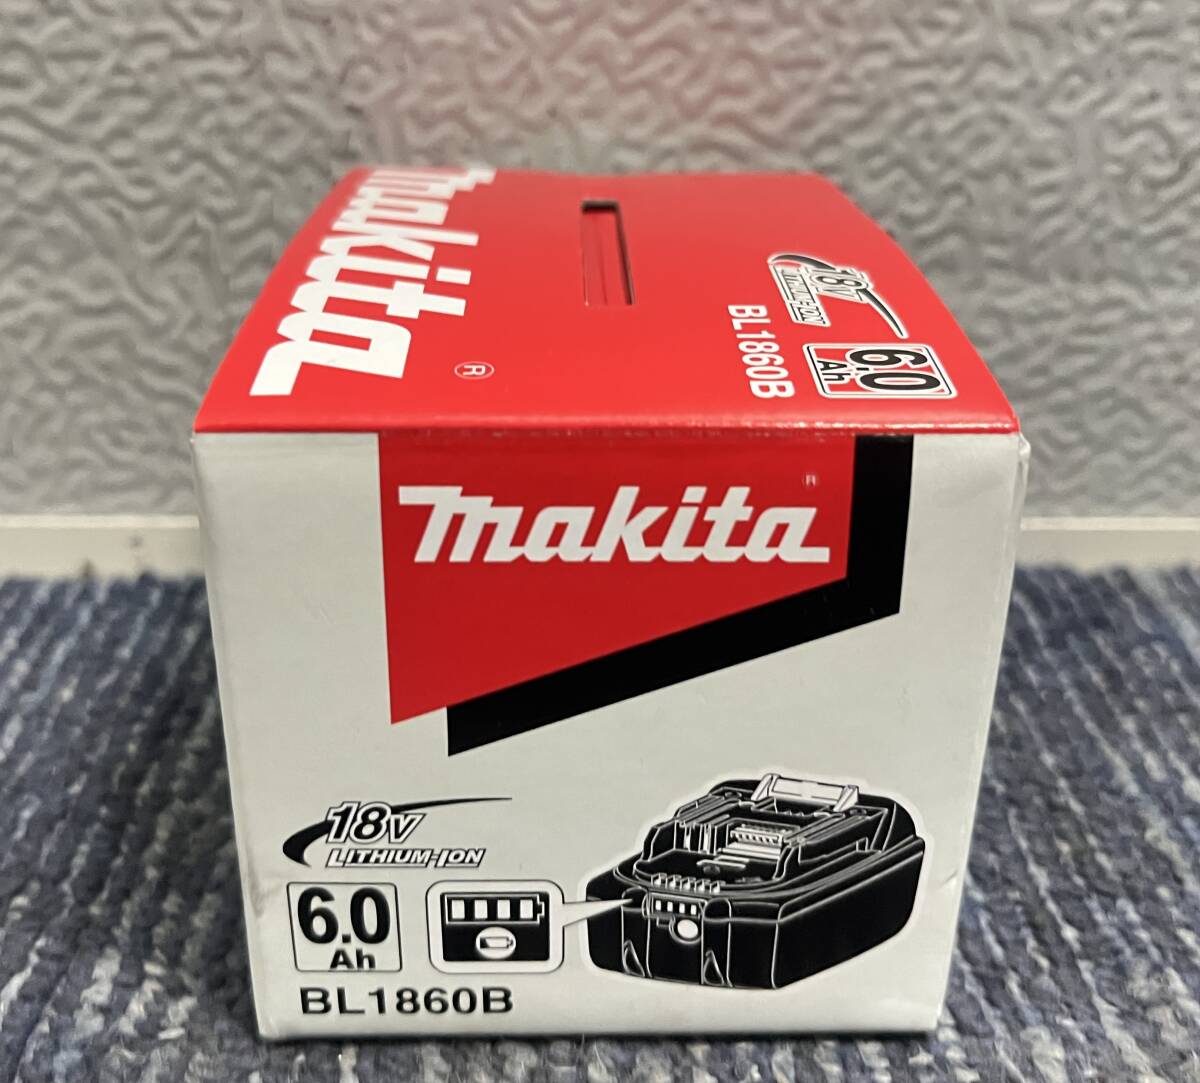 makita ®
18V
LITHIUM-ION
6.0
Ah
BL1860B
makita ®
18V
LITHIUM-ION
6.0
Ah
BL1860B